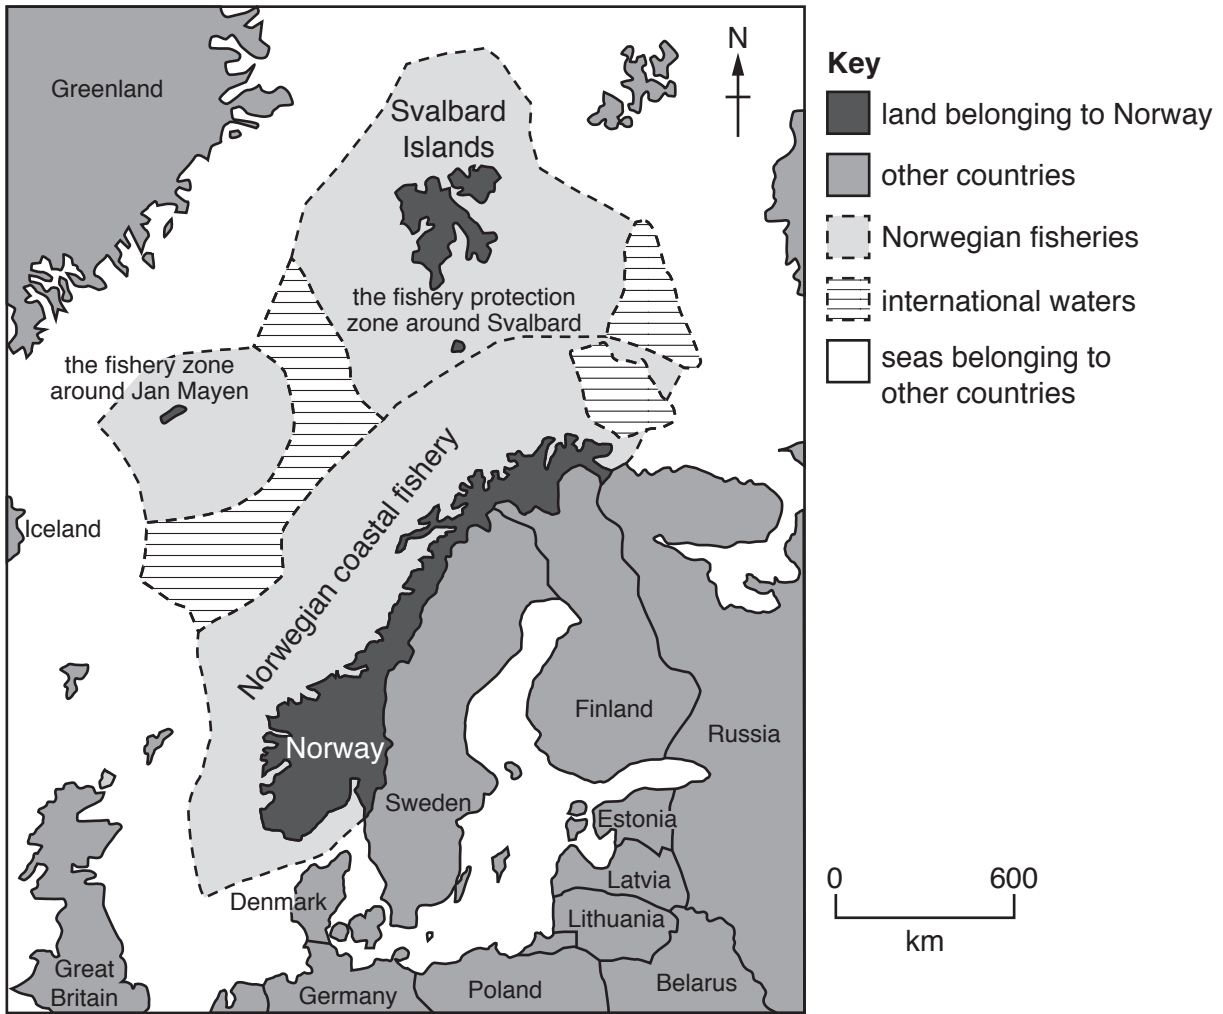 Greenland
Svalbard
Islands
N
the fishery protection
zone around Svalbard
the fishery zone
around Jan Mayen
Norwegian coastal fishery
Iceland
Norway
Finland
Russia
Sweden
Estonia
Latvia
Lithuania
Denmark
Great
Britain
Germany
Poland
Belarus
Key
land belonging to Norway
other countries
Norwegian fisheries
international waters
seas belonging to
other countries
0 600
km